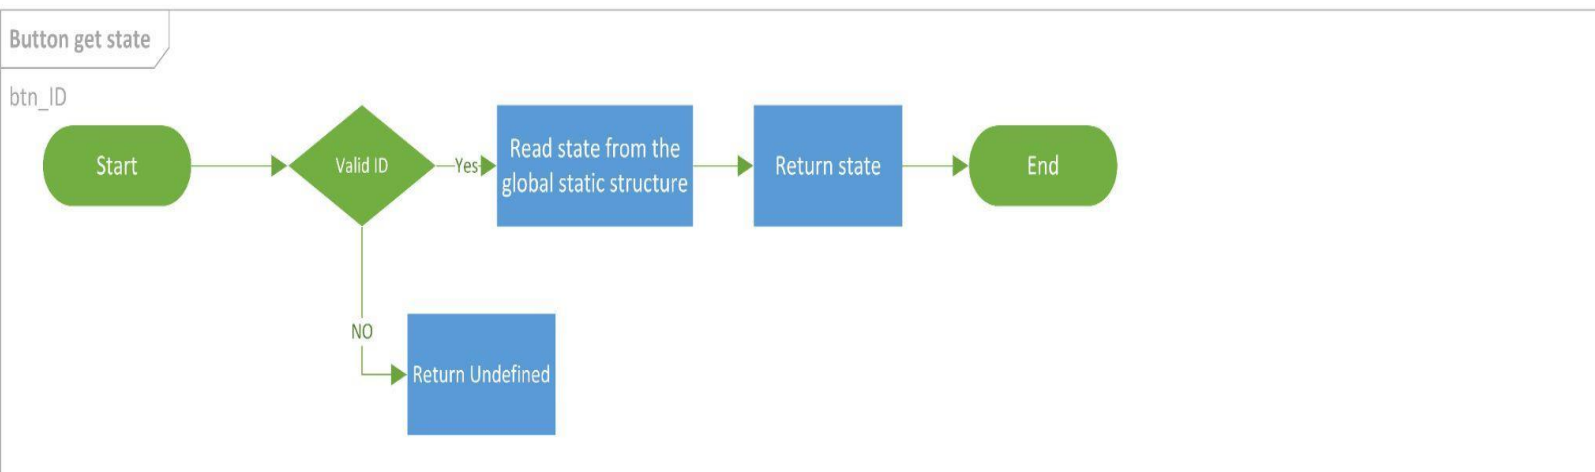 Button get state
btn_ID
Start
Valid ID
Yes
Read state from the
global static structure
Return state
End
NO
Return Undefined